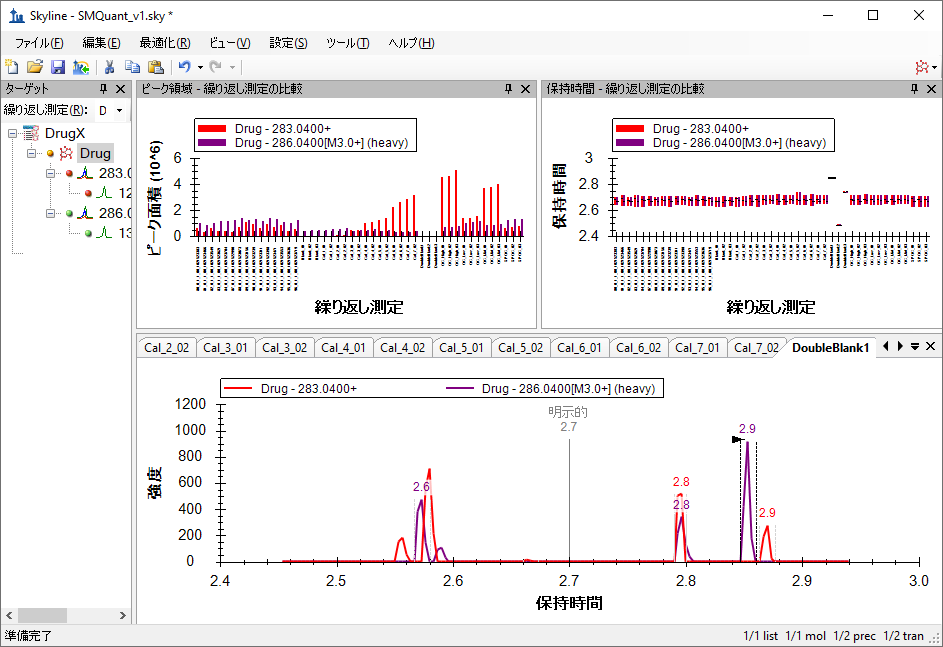 Skyline - SMQuant_v1.sky *
ファイル(F) 編集(E) 最適化(R) ビュー(V) 設定(S) ツール(T) ヘルプ(H)
ターゲット
繰り返し測定(R): D
DrugX
Drug
283.0
12
286.0
13
ピーク領域 - 繰り返し測定の比較
Drug - 283.0400+
Drug - 286.0400[M3.0+] (heavy)
ピーク面積 (10^6)
6
4
2
0
繰り返し測定
保持時間 - 繰り返し測定の比較
Drug - 283.0400+
Drug - 286.0400[M3.0+] (heavy)
保持時間
3
2.8
2.6
2.4
繰り返し測定
Cal_2_02 Cal_3_01 Cal_3_02 Cal_4_01 Cal_4_02 Cal_5_01 Cal_5_02 Cal_6_01 Cal_6_02 Cal_7_01 Cal_7_02 DoubleBlank1
Drug - 283.0400+ Drug - 286.0400[M3.0+] (heavy)
強度
1200
1000
800
600
400
200
0
明示的
2.7
2.6
2.8
2.8
2.9
2.9
2.4 2.5 2.6 2.7 2.8 2.9 3.0
保持時間
準備完了
1/1 list 1/1 mol 1/2 prec 1/2 tran